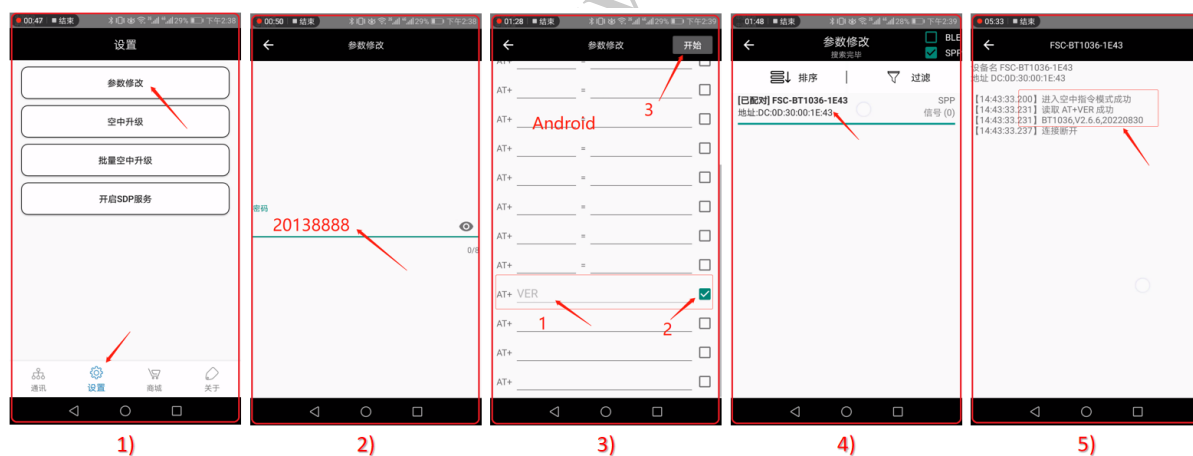 00:47 结束 29% 下午2:38
设置
参数修改
空中升级
批量空中升级
开启SDP服务
通讯 设置 商城 关于
1)
00:50 结束 29% 下午2:38
参数修改
密码
20138888
0/8
2)
01:28 结束 29% 下午2:39
参数修改 开始
AT+ =
AT+ =
3
AT+ =
Android
AT+ =
AT+ =
AT+ =
AT+ =
AT+ =
AT+ VER
AT+
1
2
AT+
AT+
3)
01:48 结束 28% 下午2:39
参数修改
搜索完毕
BLE
SPP
排序 | 过滤
[已配对] FSC-BT1036-1E43 SPP
地址:DC:0D:30:00:1E:43 信号 (0)
4)
05:33 结束
FSC-BT1036-1E43
设备名 FSC-BT1036-1E43
地址 DC:0D:30:00:1E:43
【14:43:33.200】进入空中指令模式成功
【14:43:33.231】读取 AT+VER 成功
【14:43:33.231】BT1036,V2.6.6,20220830
【14:43:33.237】连接断开
5)